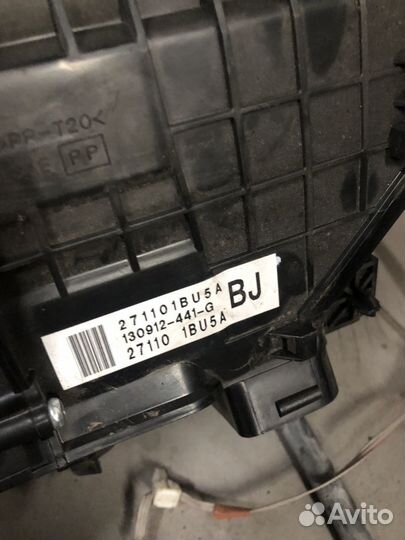 PP-T20<
PP
271101BU5A
130912-441-G
27110 1BU5A
BJ
Avito